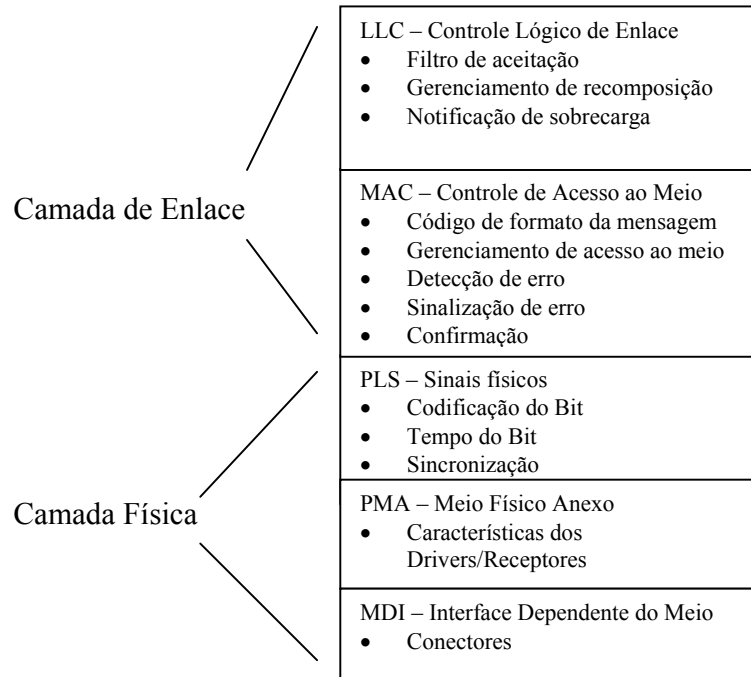 LLC – Controle Lógico de Enlace
• Filtro de aceitação
• Gerenciamento de recomposição
• Notificação de sobrecarga
Camada de Enlace
MAC – Controle de Acesso ao Meio
• Código de formato da mensagem
• Gerenciamento de acesso ao meio
• Detecção de erro
• Sinalização de erro
• Confirmação
Camada Física
PLS – Sinais físicos
• Codificação do Bit
• Tempo do Bit
• Sincronização
PMA – Meio Físico Anexo
• Características dos
Drivers/Receptores
MDI – Interface Dependente do Meio
• Conectores